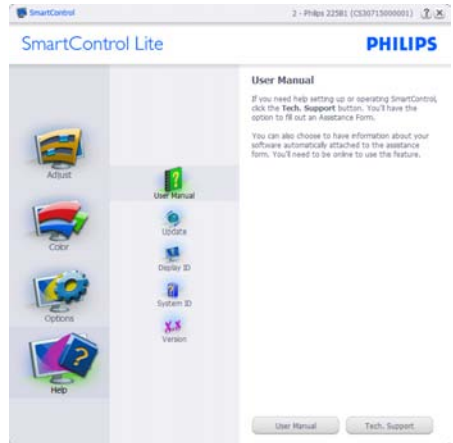 SmartControl
2 - Philips 225B1 (CS30715000001)
SmartControl Lite
PHILIPS
Adjust
Color
Options
Help
User Manual
Update
Display ID
System ID
Version
User Manual
If you need help setting up or operating SmartControl,
click the Tech. Support button. You'll have the
option to fill out an Assistance Form.
You can also choose to have information about your
software automatically attached to the assistance
form. You'll need to be online to use this feature.
User Manual
Tech. Support